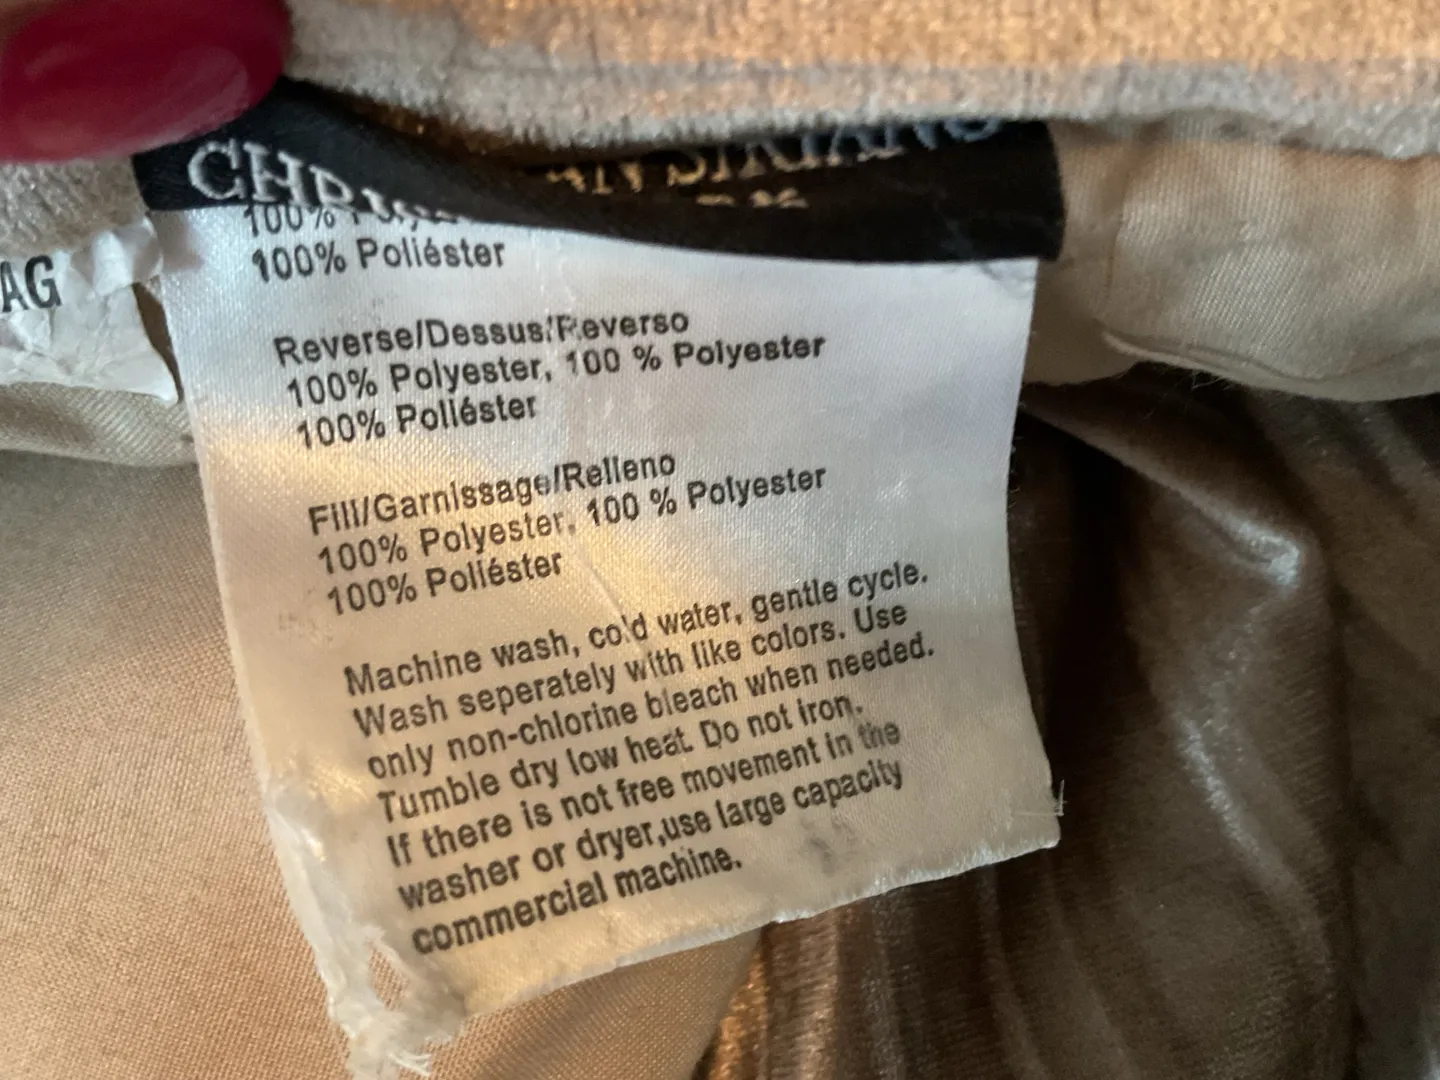 AG
100%
100% Poliéster
Reverse/Dessus/Reverso
100% Polyester, 100 % Polyester
100% Poliéster
Fill/Garnissage/Relleno
100% Polyester, 100 % Polyester
100% Poliéster
Machine wash, cold water, gentle cycle.
Wash seperately with like colors. Use
only non-chlorine bleach when needed.
Tumble dry low heat. Do not iron.
If there is not free movement in the
washer or dryer,use large capacity
commercial machine.